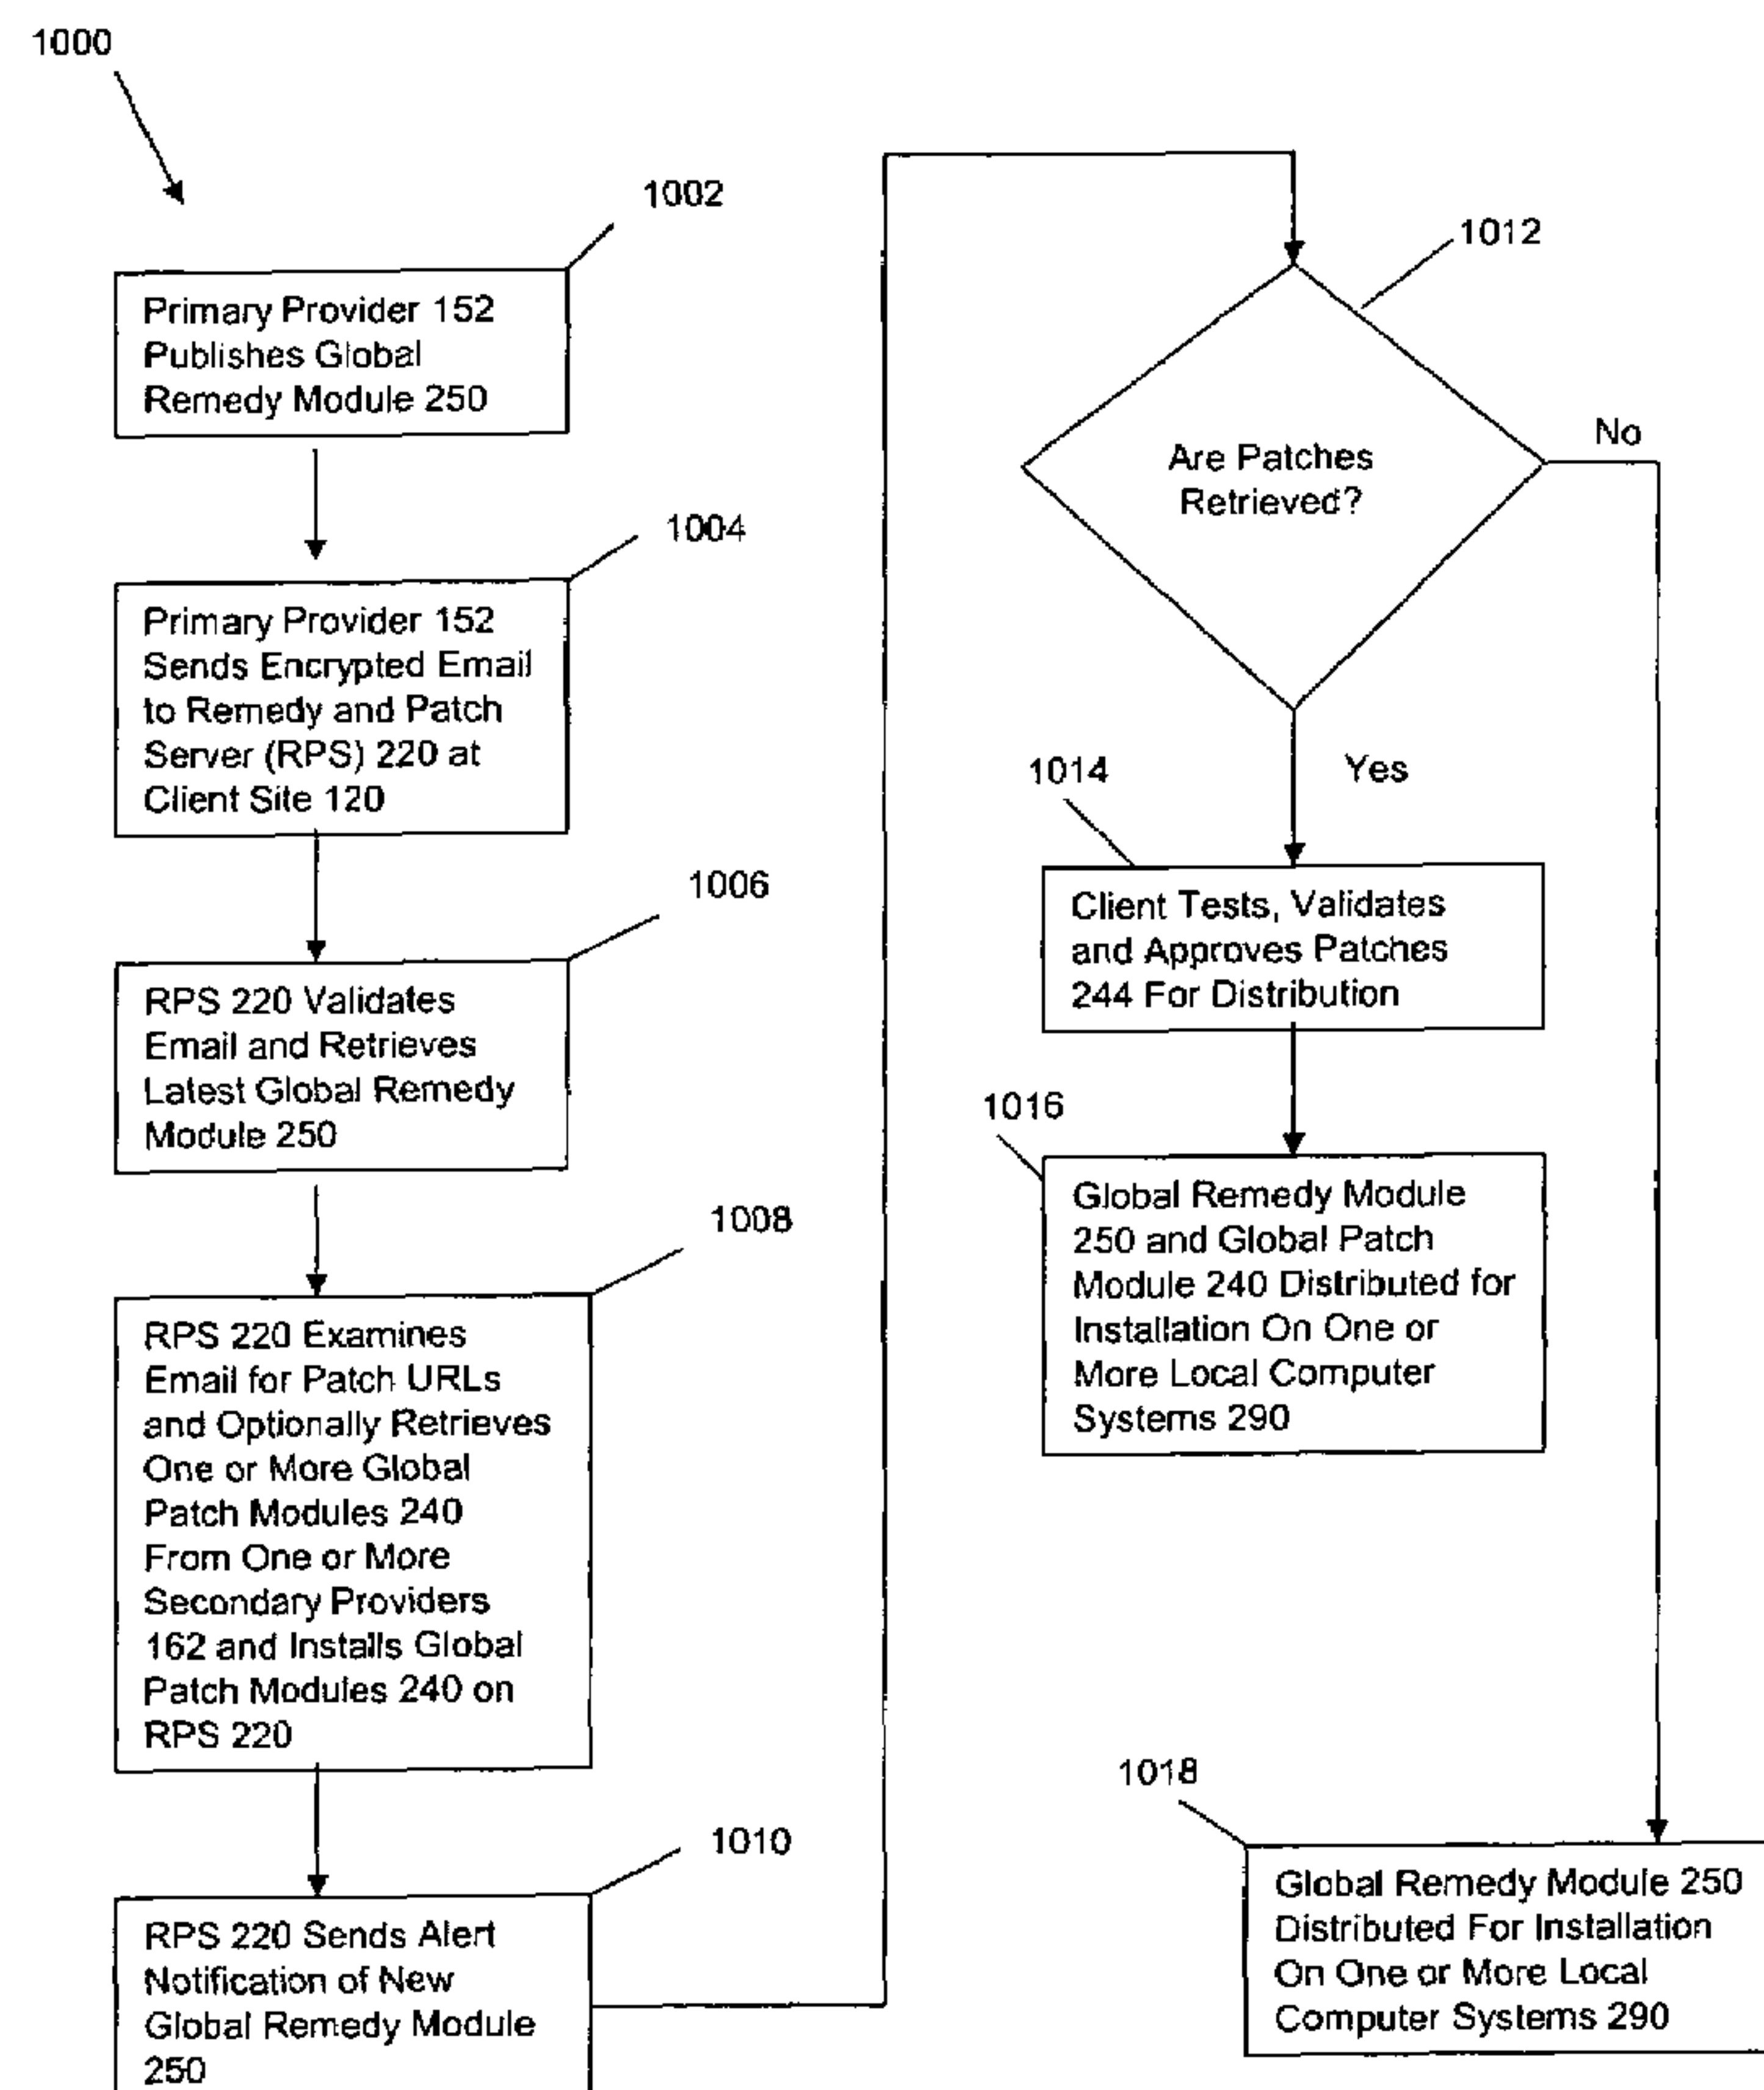 1000
1002
Primary Provider 152
Publishes Global
Remedy Module 250
1004
Primary Provider 152
Sends Encrypted Email
to Remedy and Patch
Server (RPS) 220 at
Client Site 120
1006
RPS 220 Validates
Email and Retrieves
Latest Global Remedy
Module 250
1008
RPS 220 Examines
Email for Patch URLs
and Optionally Retrieves
One or More Global
Patch Modules 240
From One or More
Secondary Providers
162 and Installs Global
Patch Modules 240 on
RPS 220
1010
RPS 220 Sends Alert
Notification of New
Global Remedy Module
250
1012
Are Patches
Retrieved?
No
Yes
1014
Client Tests, Validates
and Approves Patches
244 For Distribution
1016
Global Remedy Module
250 and Global Patch
Module 240 Distributed for
Installation On One or
More Local Computer
Systems 290
1018
Global Remedy Module 250
Distributed For Installation
On One or More Local
Computer Systems 290